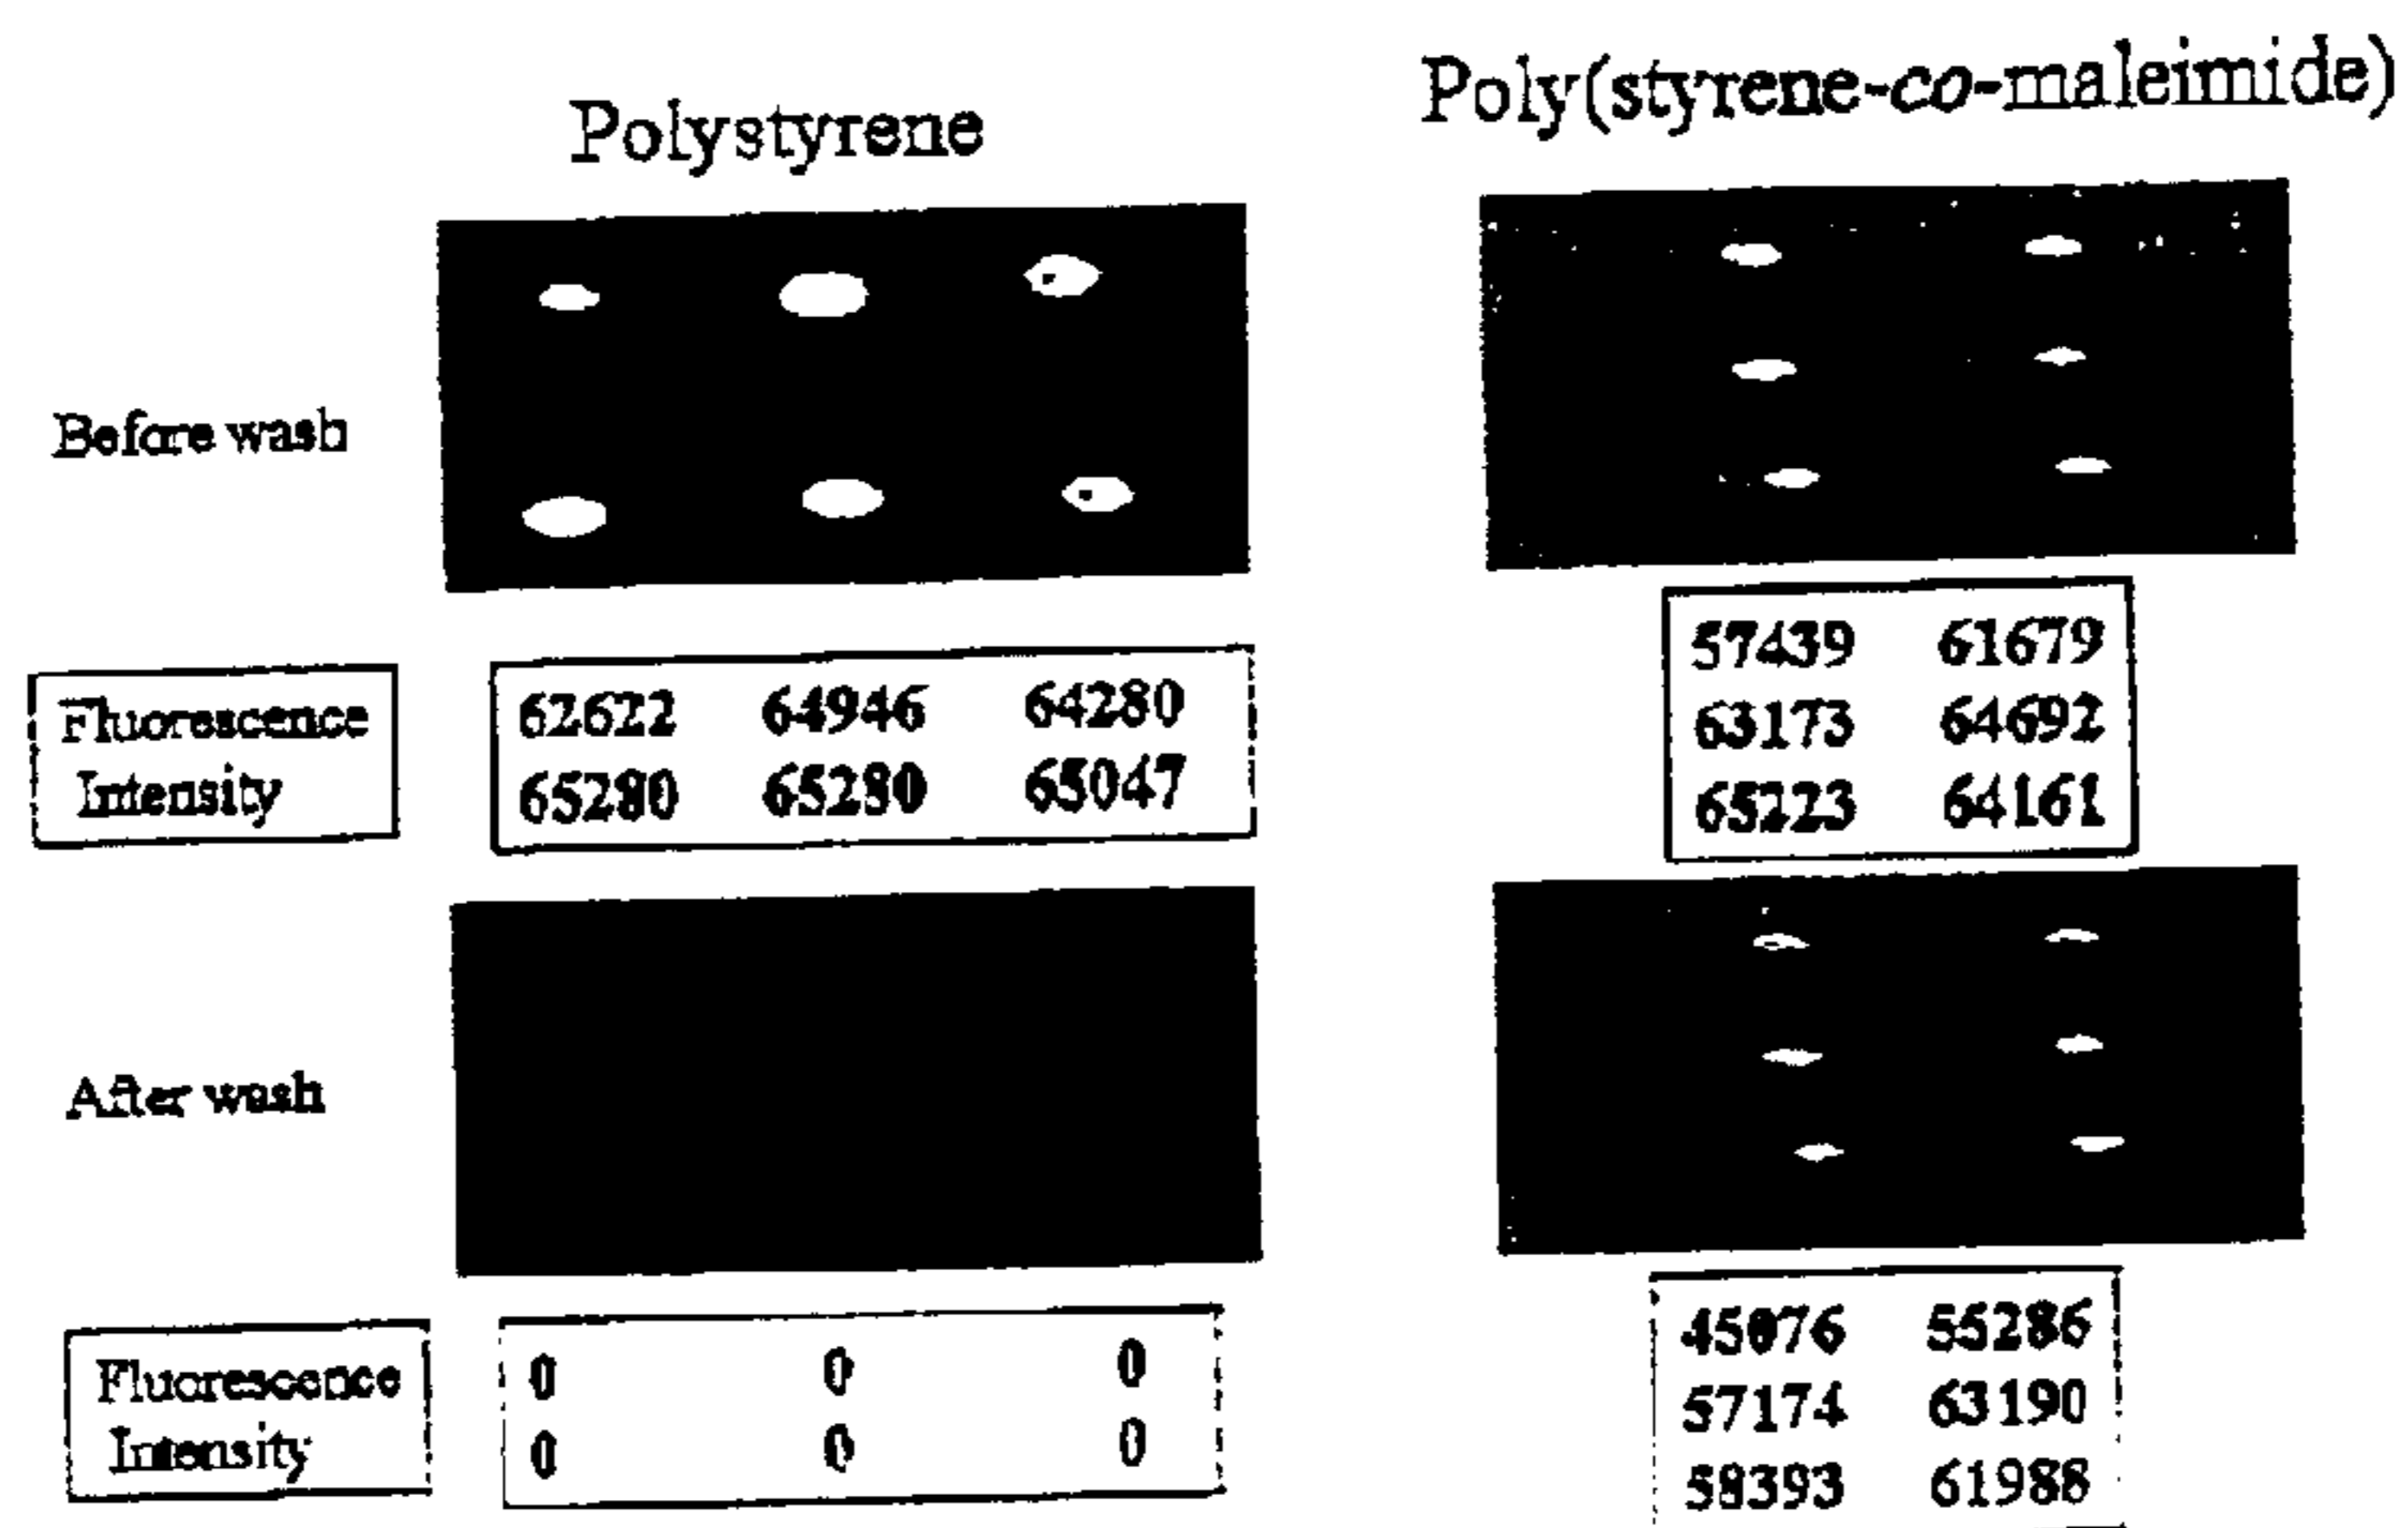 Polystyrene
Poly(styrene-co-maleimide)
Before wash
Fluorescence
Intensity
62622 64946 64280
65280 65280 65047
57439 61679
63173 64692
65223 64161
After wash
Fluorescence
Intensity
0 0 0
0 0 0
45076 55286
57174 63190
58393 61988